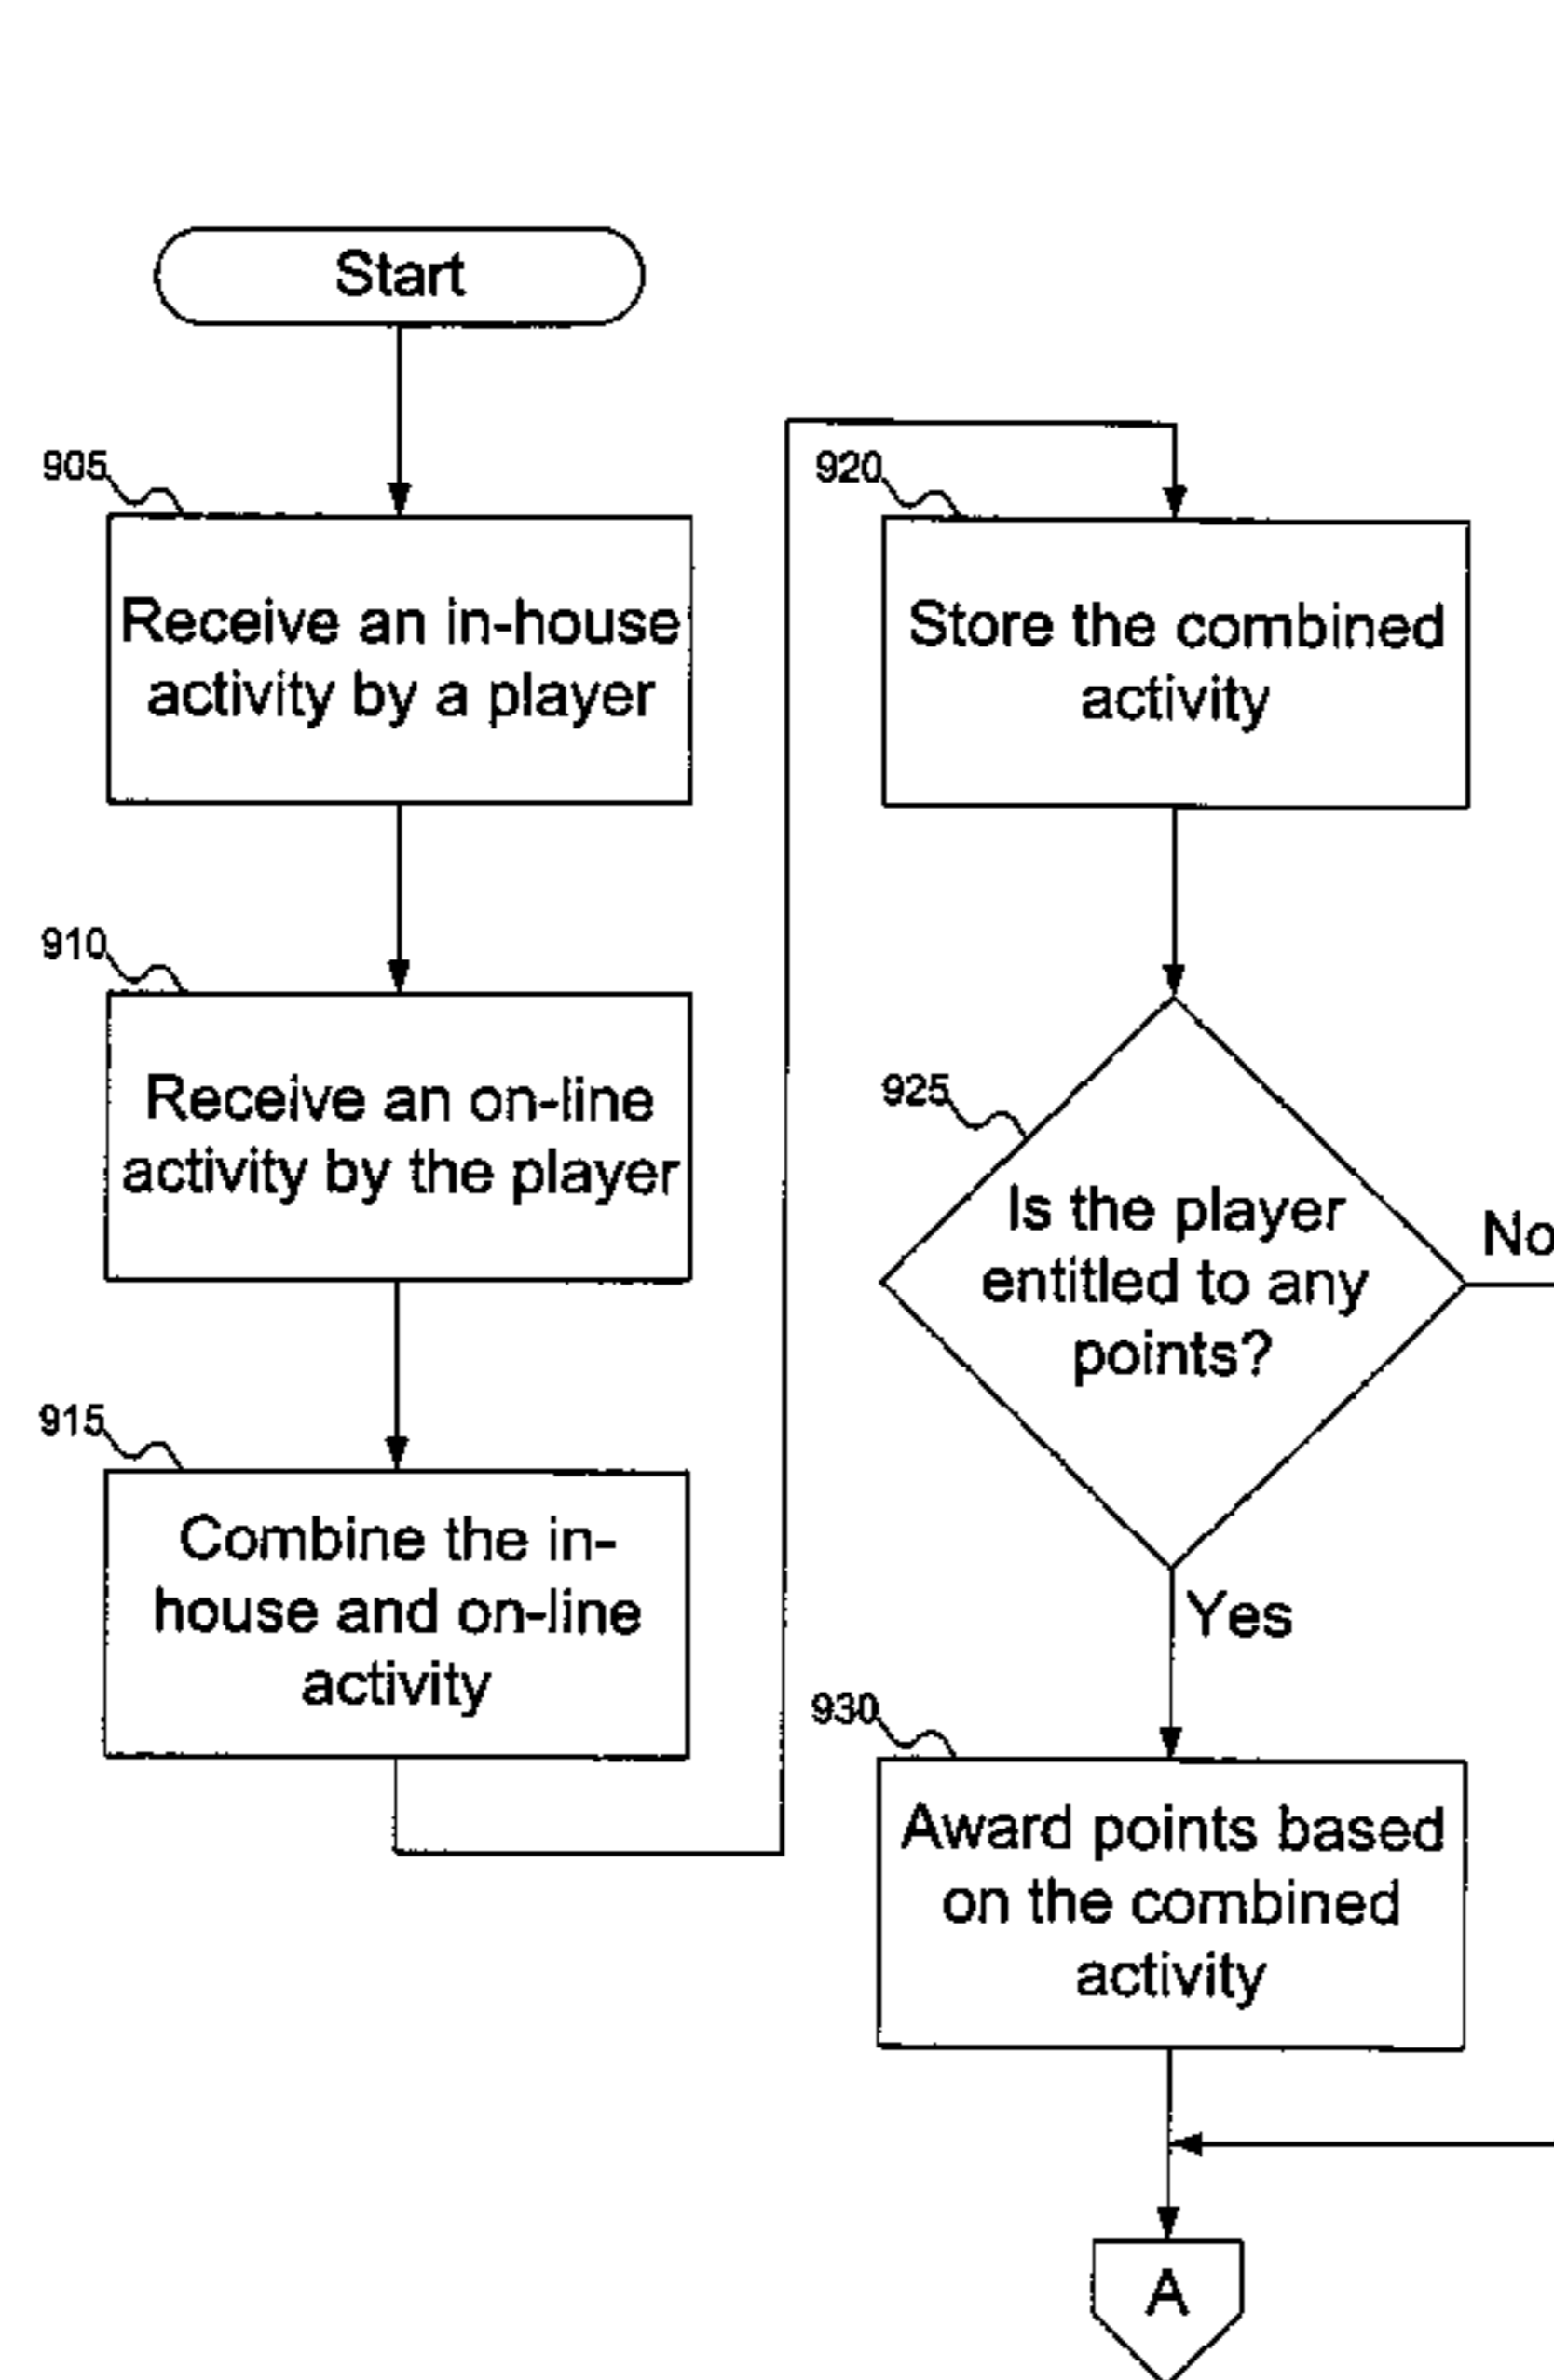 Start
905
Receive an in-house
activity by a player
910
Receive an on-line
activity by the player
915
Combine the in-
house and on-line
activity
920
Store the combined
activity
925
Is the player
entitled to any
points?
No
Yes
930
Award points based
on the combined
activity
A